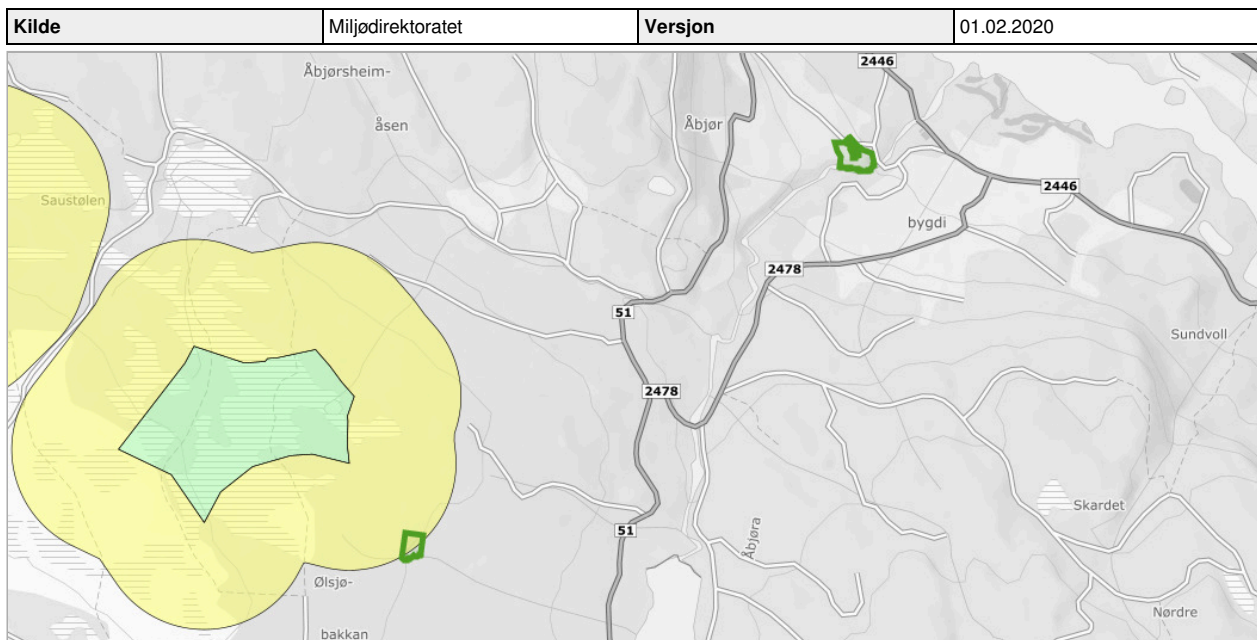 Kilde Miljødirektoratet Versjon 01.02.2020
2446
Åbjørsheim-
åsen
Åbjør
2446
Saustølen
bygdi
2478
51
Sundvoll
2478
Skardet
51
Åbjøra
Ølsjø-
bakkan
Nørdre